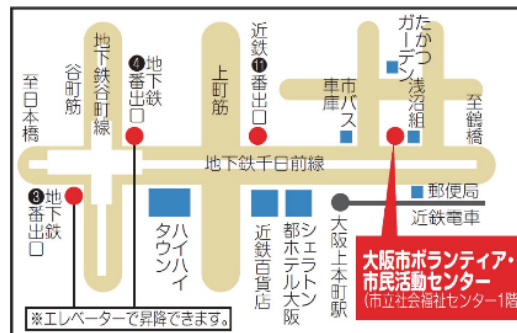 至日本橋
谷町筋
地下鉄谷町線
地下鉄
❹番出口
上町筋
近鉄
⓫番出口
市バス
車庫
たかつ
ガーデン
浅沼組
至鶴橋
地下鉄千日前線
地下鉄
❸番出口
ハイハイ
タウン
近鉄百貨店
シェラトン
都ホテル大阪
大阪上本町駅
郵便局
近鉄電車
大阪市ボランティア・
市民活動センター
(市立社会福祉センター1階
※エレベーターで昇降できます。